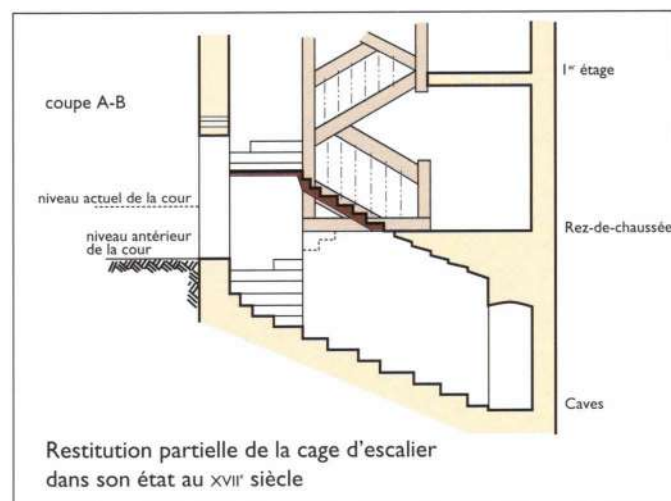 1er étage
coupe A-B
niveau actuel de la cour
niveau antérieur
de la cour
Rez-de-chaussée
Caves
Restitution partielle de la cage d'escalier
dans son état au XVIIe siècle